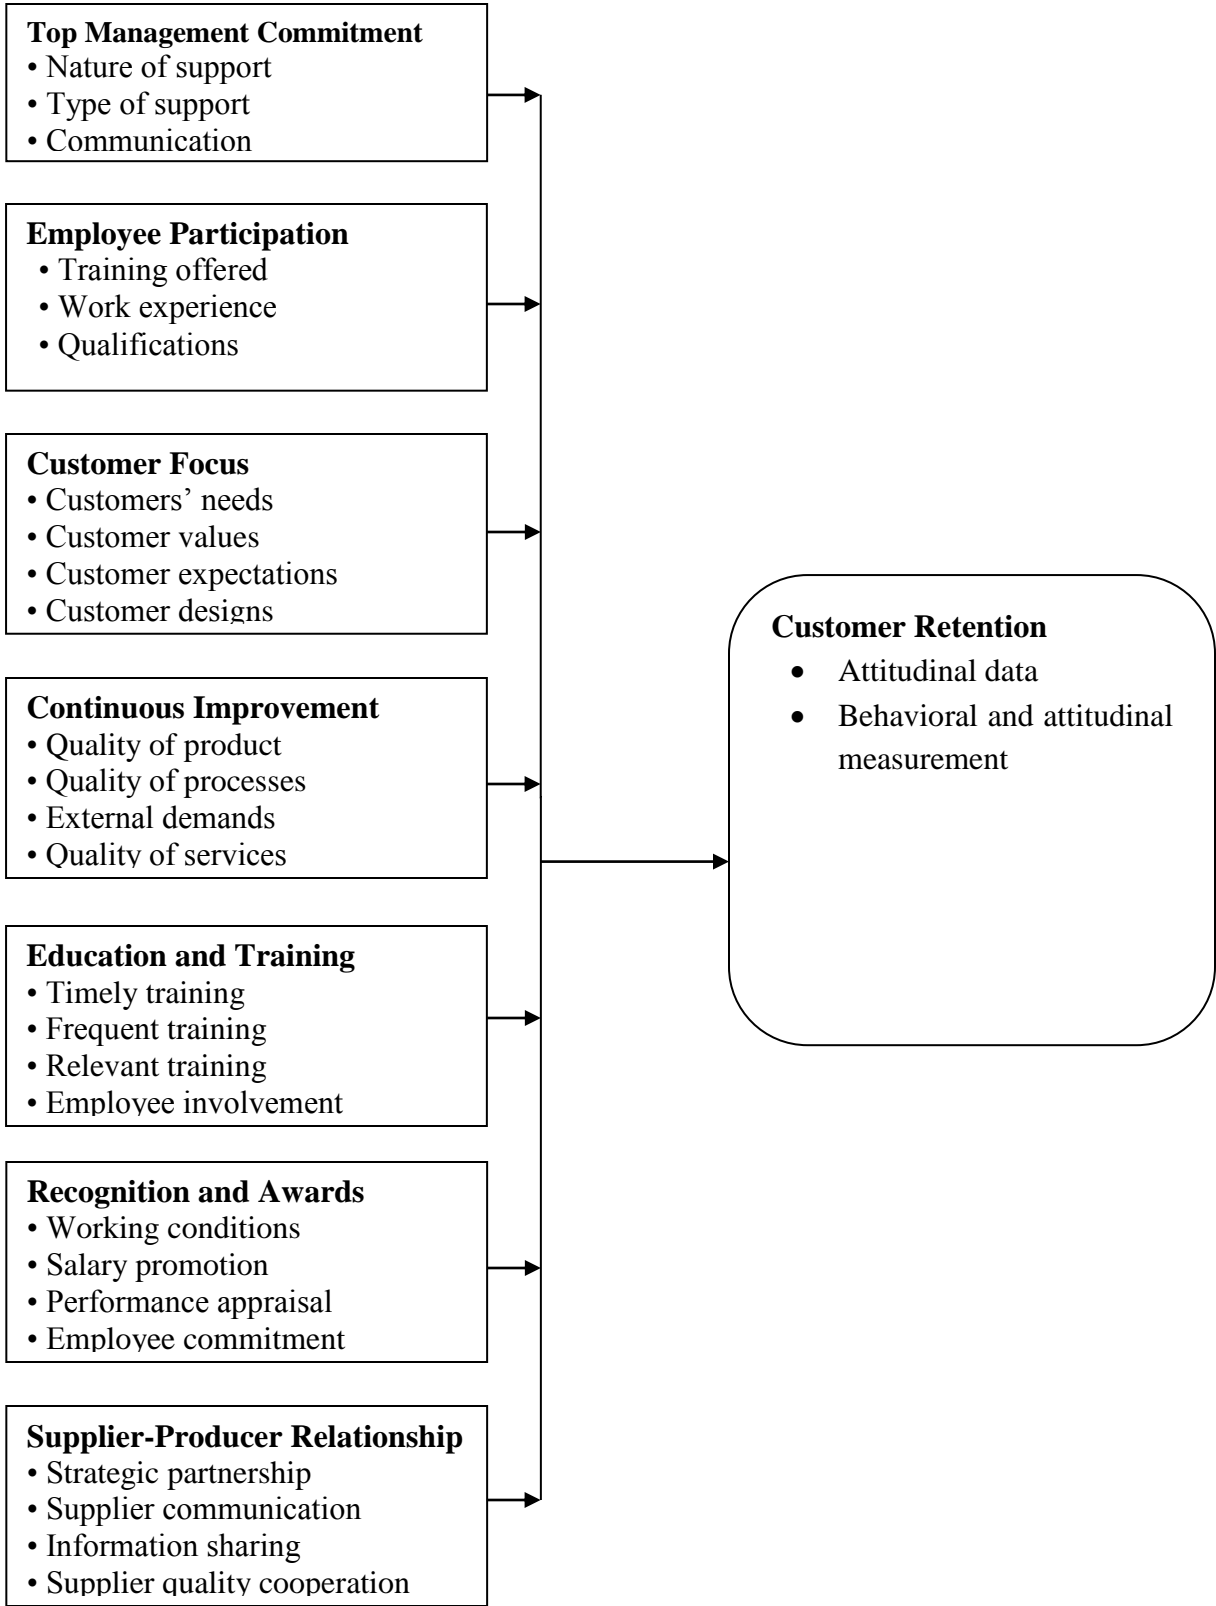 Top Management Commitment
• Nature of support
• Type of support
• Communication
Employee Participation
• Training offered
• Work experience
• Qualifications
Customer Focus
• Customers’ needs
• Customer values
• Customer expectations
• Customer designs
Continuous Improvement
• Quality of product
• Quality of processes
• External demands
• Quality of services
Education and Training
• Timely training
• Frequent training
• Relevant training
• Employee involvement
Recognition and Awards
• Working conditions
• Salary promotion
• Performance appraisal
• Employee commitment
Supplier-Producer Relationship
• Strategic partnership
• Supplier communication
• Information sharing
• Supplier quality cooperation
Customer Retention
• Attitudinal data
• Behavioral and attitudinal
measurement